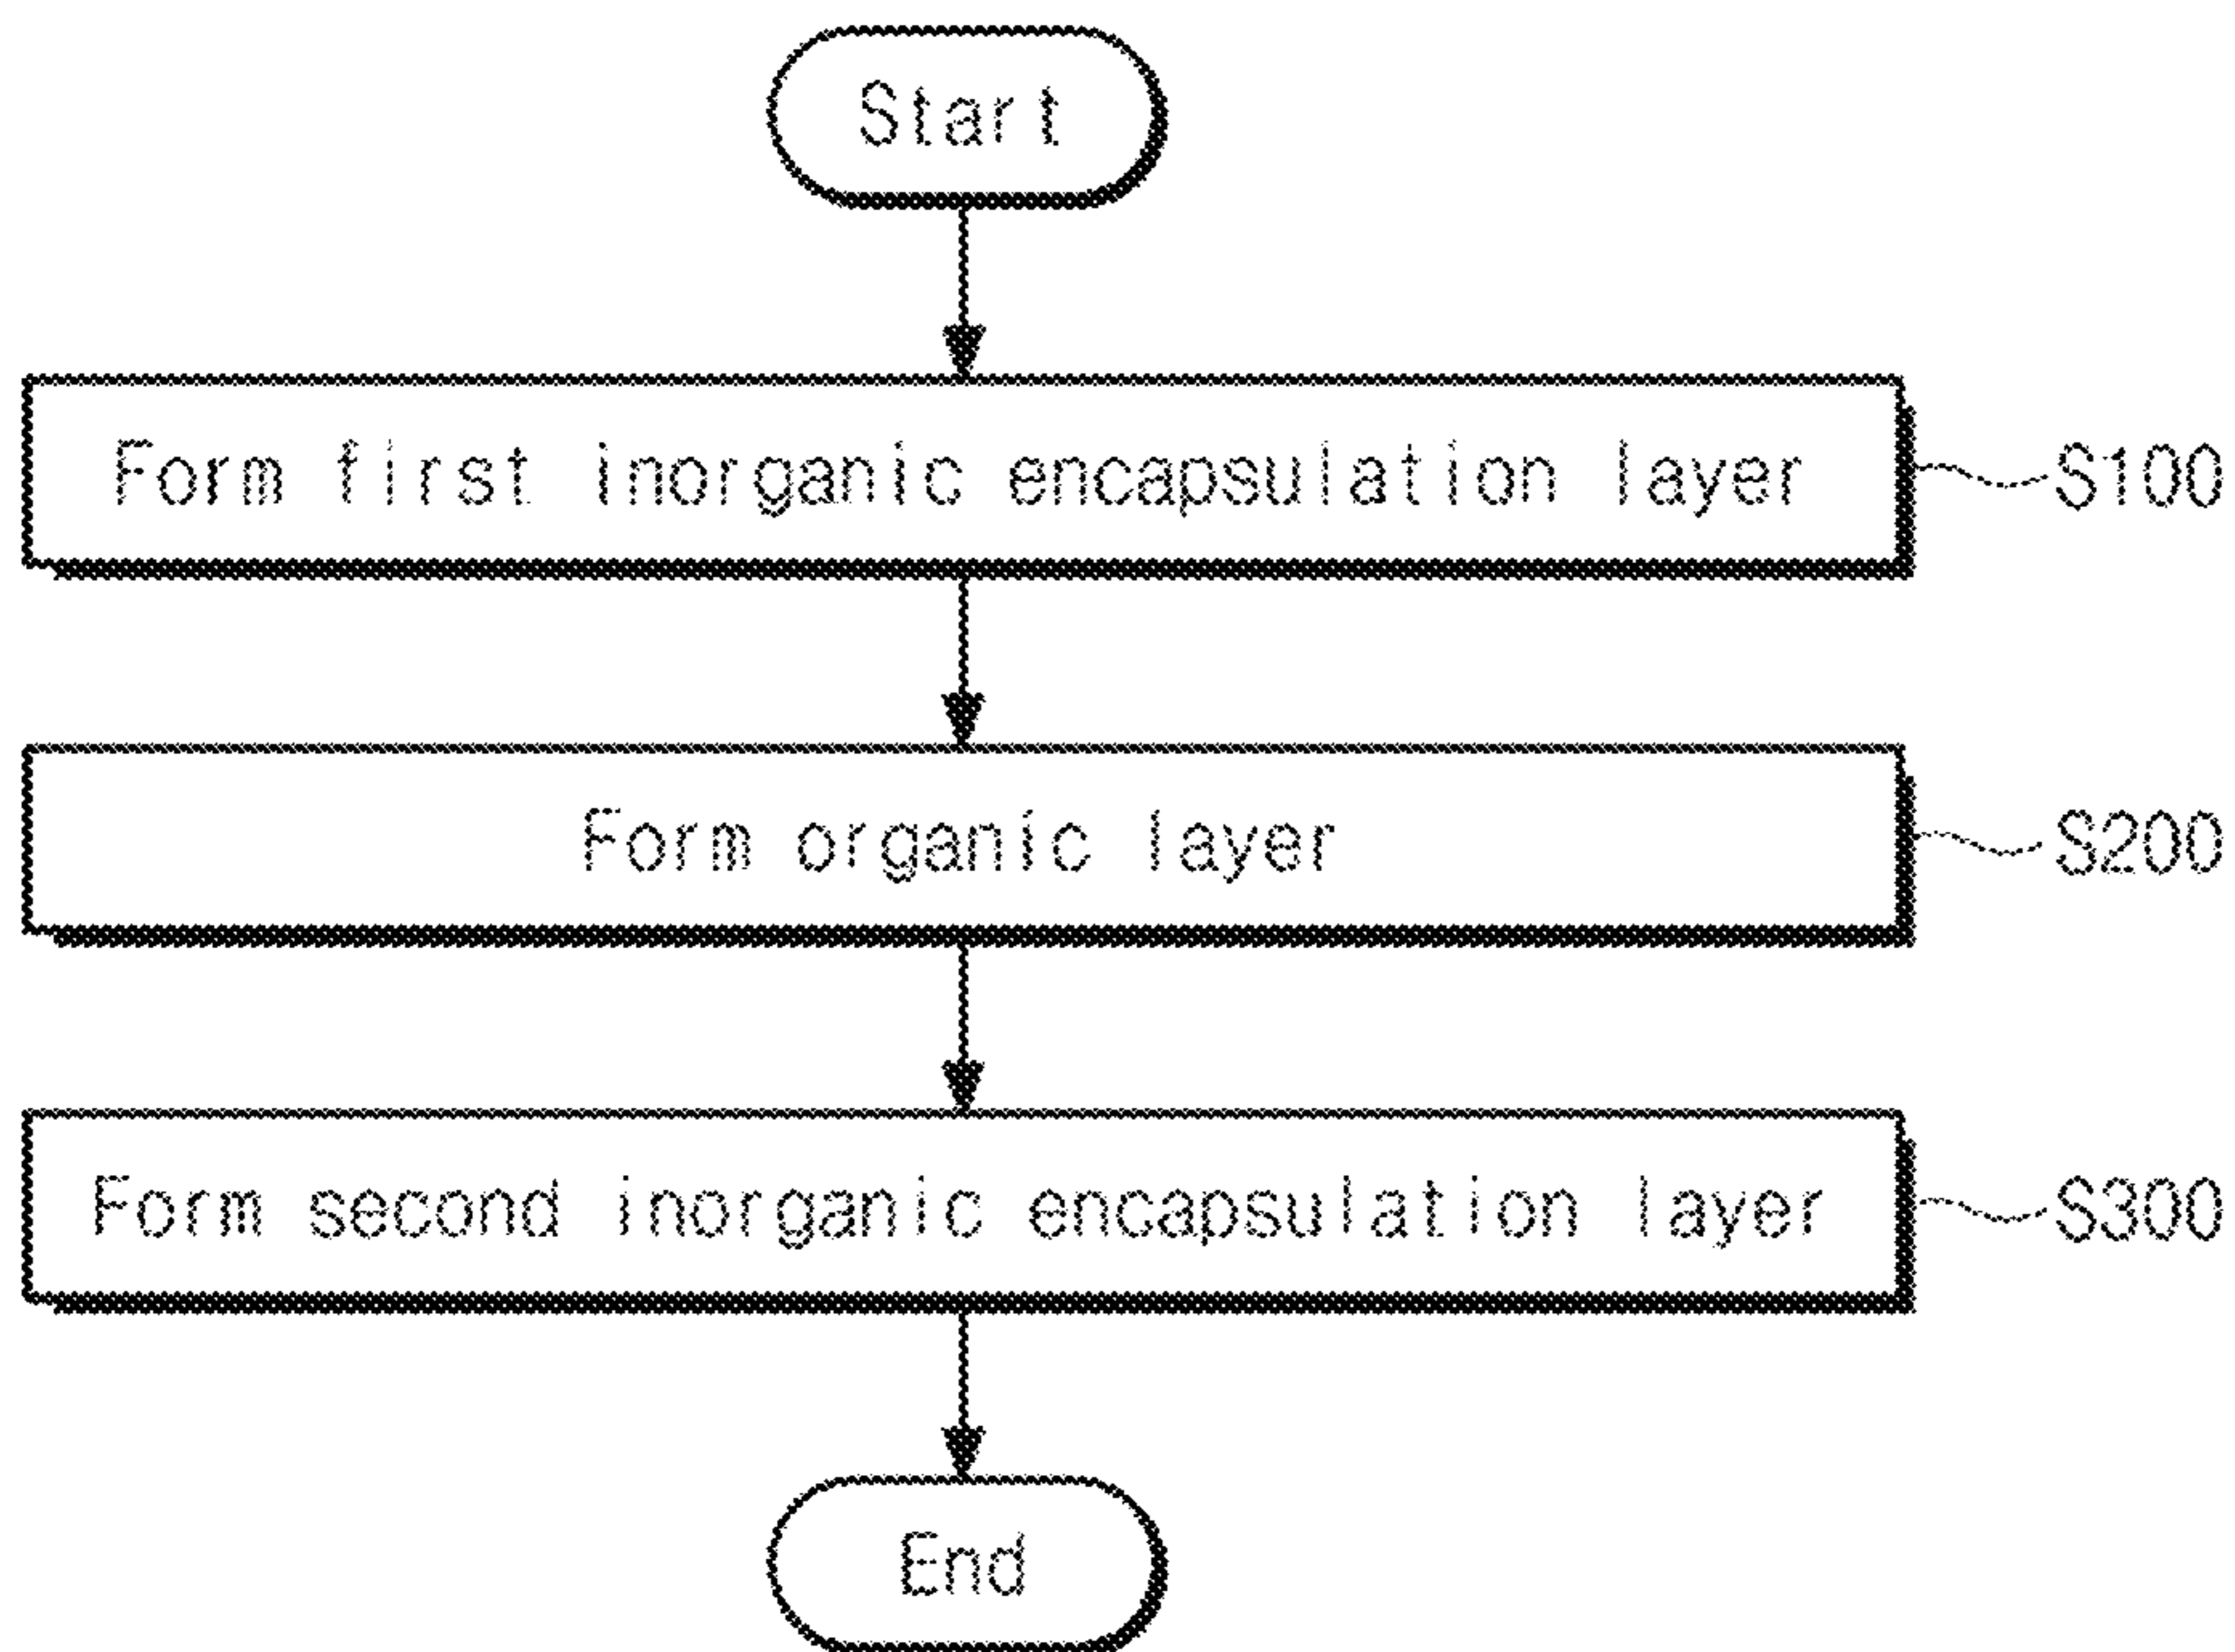 Start
Form first inorganic encapsulation layer
S100
Form organic layer
S200
Form second inorganic encapsulation layer
S300
End